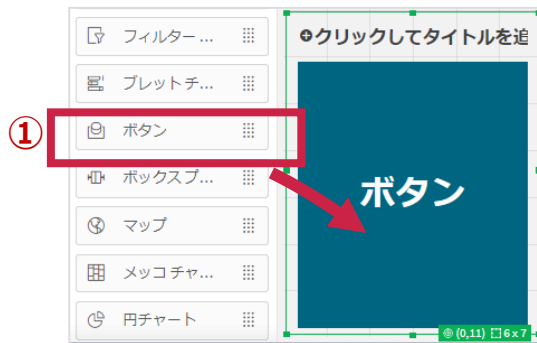 フィルター ...
ブレット チ...
①
ボタン
ボックスプ...
マップ
メッコ チャ...
円チャート
クリックしてタイトルを追
ボタン
(0,11) 6 x 7